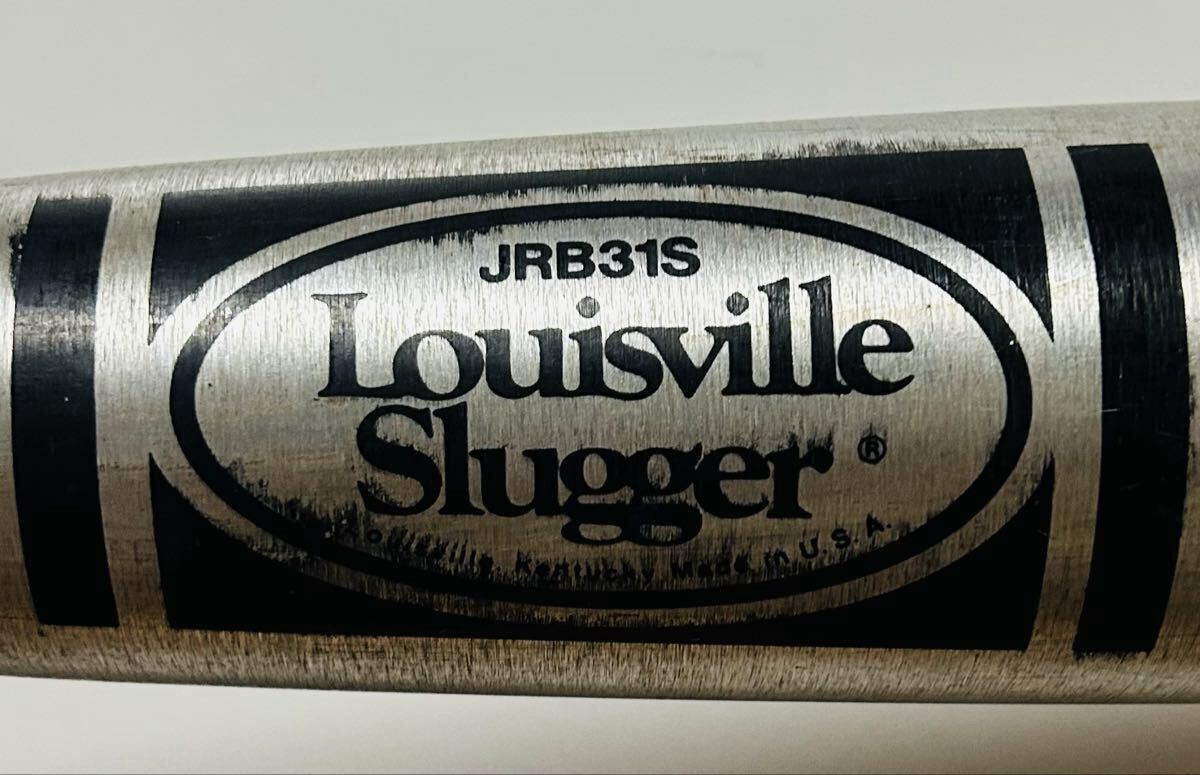 JRB31S
Louisville
Slugger ®
Louisville, Kentucky Made in U.S.A.